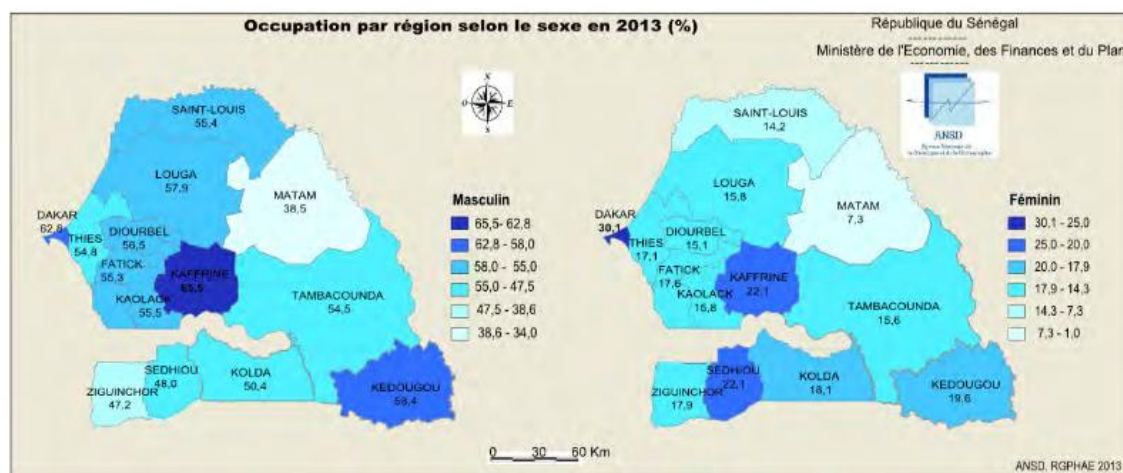 Occupation par région selon le sexe en 2013 (%)
République du Sénégal
Ministère de l'Economie, des Finances et du Plan
ANSD
N
O
E
S
SAINT-LOUIS
55,4
LOUGA
57,9
MATAM
38,5
DAKAR
62,8
THIES
54,8
DIOURBEL
56,5
FATICK
55,3
KAOLACK
55,5
KAFFRINE
65,5
TAMBACOUNDA
54,5
ZIGUINCHOR
47,2
SEDHIOU
48,0
KOLDA
50,4
KEDOUGOU
58,4
Masculin
65,5- 62,8
62,8 - 58,0
58,0 - 55,0
55,0 - 47,5
47,5 - 38,6
38,6 - 34,0
SAINT-LOUIS
14,2
LOUGA
15,8
MATAM
7,3
DAKAR
30,1
THIES
17,1
DIOURBEL
15,1
FATICK
17,6
KAOLACK
15,8
KAFFRINE
22,1
TAMBACOUNDA
15,6
ZIGUINCHOR
17,9
SEDHIOU
22,1
KOLDA
18,1
KEDOUGOU
19,6
Féminin
30,1 - 25,0
25,0 - 20,0
20,0 - 17,9
17,9 - 14,3
14,3 - 7,3
7,3 - 1,0
0 30 60 Km
ANSD, RGPHAE 2013